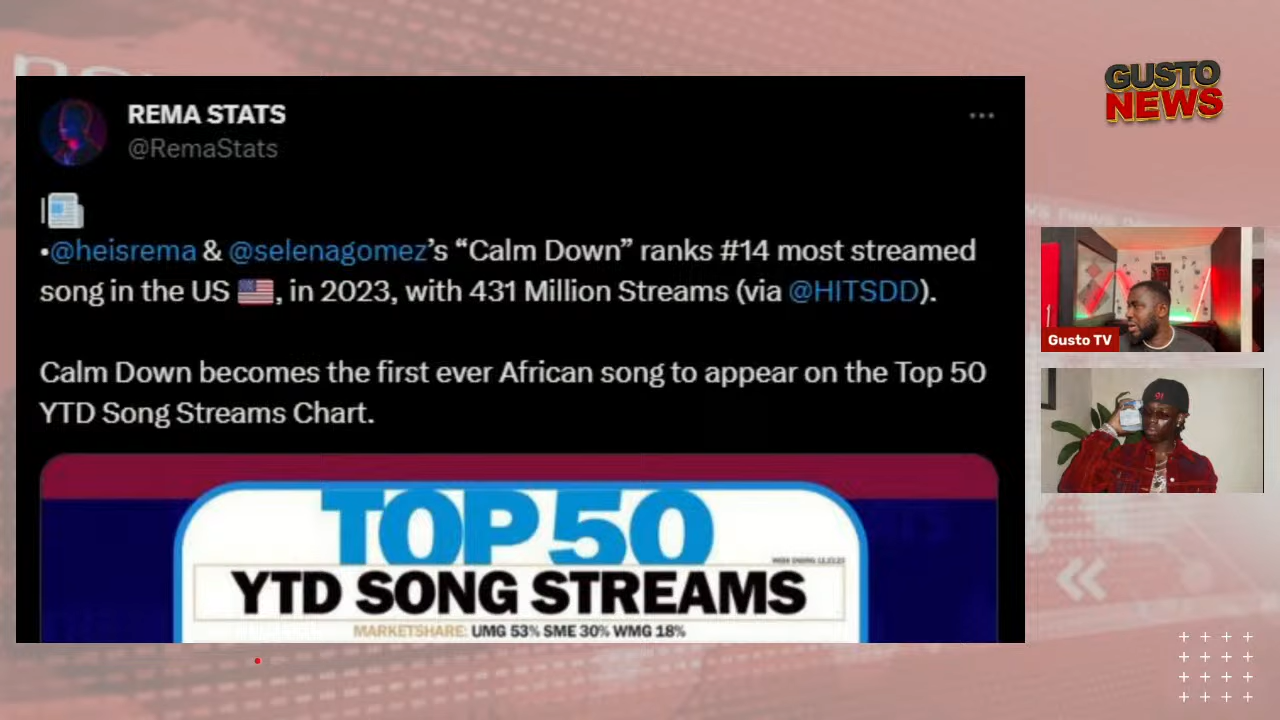 GUSTO
NEWS
REMA STATS
@RemaStats
•@heisrema & @selenagomez’s “Calm Down” ranks #14 most streamed
song in the US 🇺🇸, in 2023, with 431 Million Streams (via @HITSDD).
Calm Down becomes the first ever African song to appear on the Top 50
YTD Song Streams Chart.
TOP 50
YTD SONG STREAMS
MARKETSHARE: UMG 53% SME 30% WMG 18%
Gusto TV